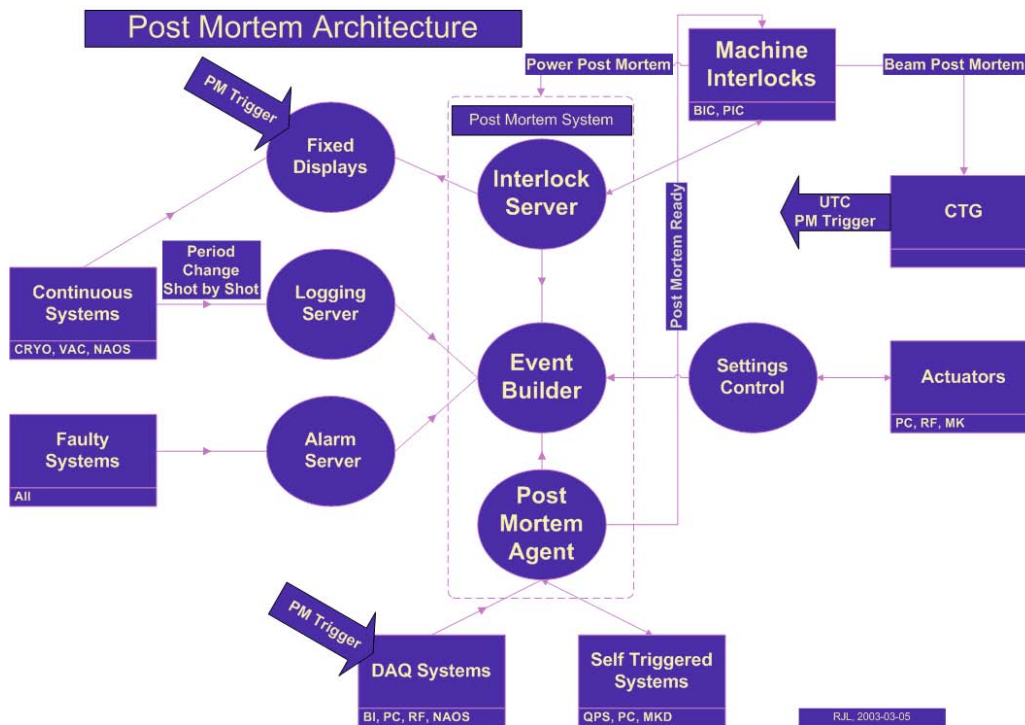 Post Mortem Architecture
PM Trigger
Power Post Mortem
Machine
Interlocks
BIC, PIC
Beam Post Mortem
Post Mortem System
Fixed
Displays
Interlock
Server
UTC
PM Trigger
CTG
Post Mortem Ready
Period
Change
Shot by Shot
Continuous
Systems
CRYO, VAC, NAOS
Logging
Server
Event
Builder
Settings
Control
Actuators
PC, RF, MK
Faulty
Systems
All
Alarm
Server
Post
Mortem
Agent
PM Trigger
DAQ Systems
BI, PC, RF, NAOS
Self Triggered
Systems
QPS, PC, MKD
RJL, 2003-03-05